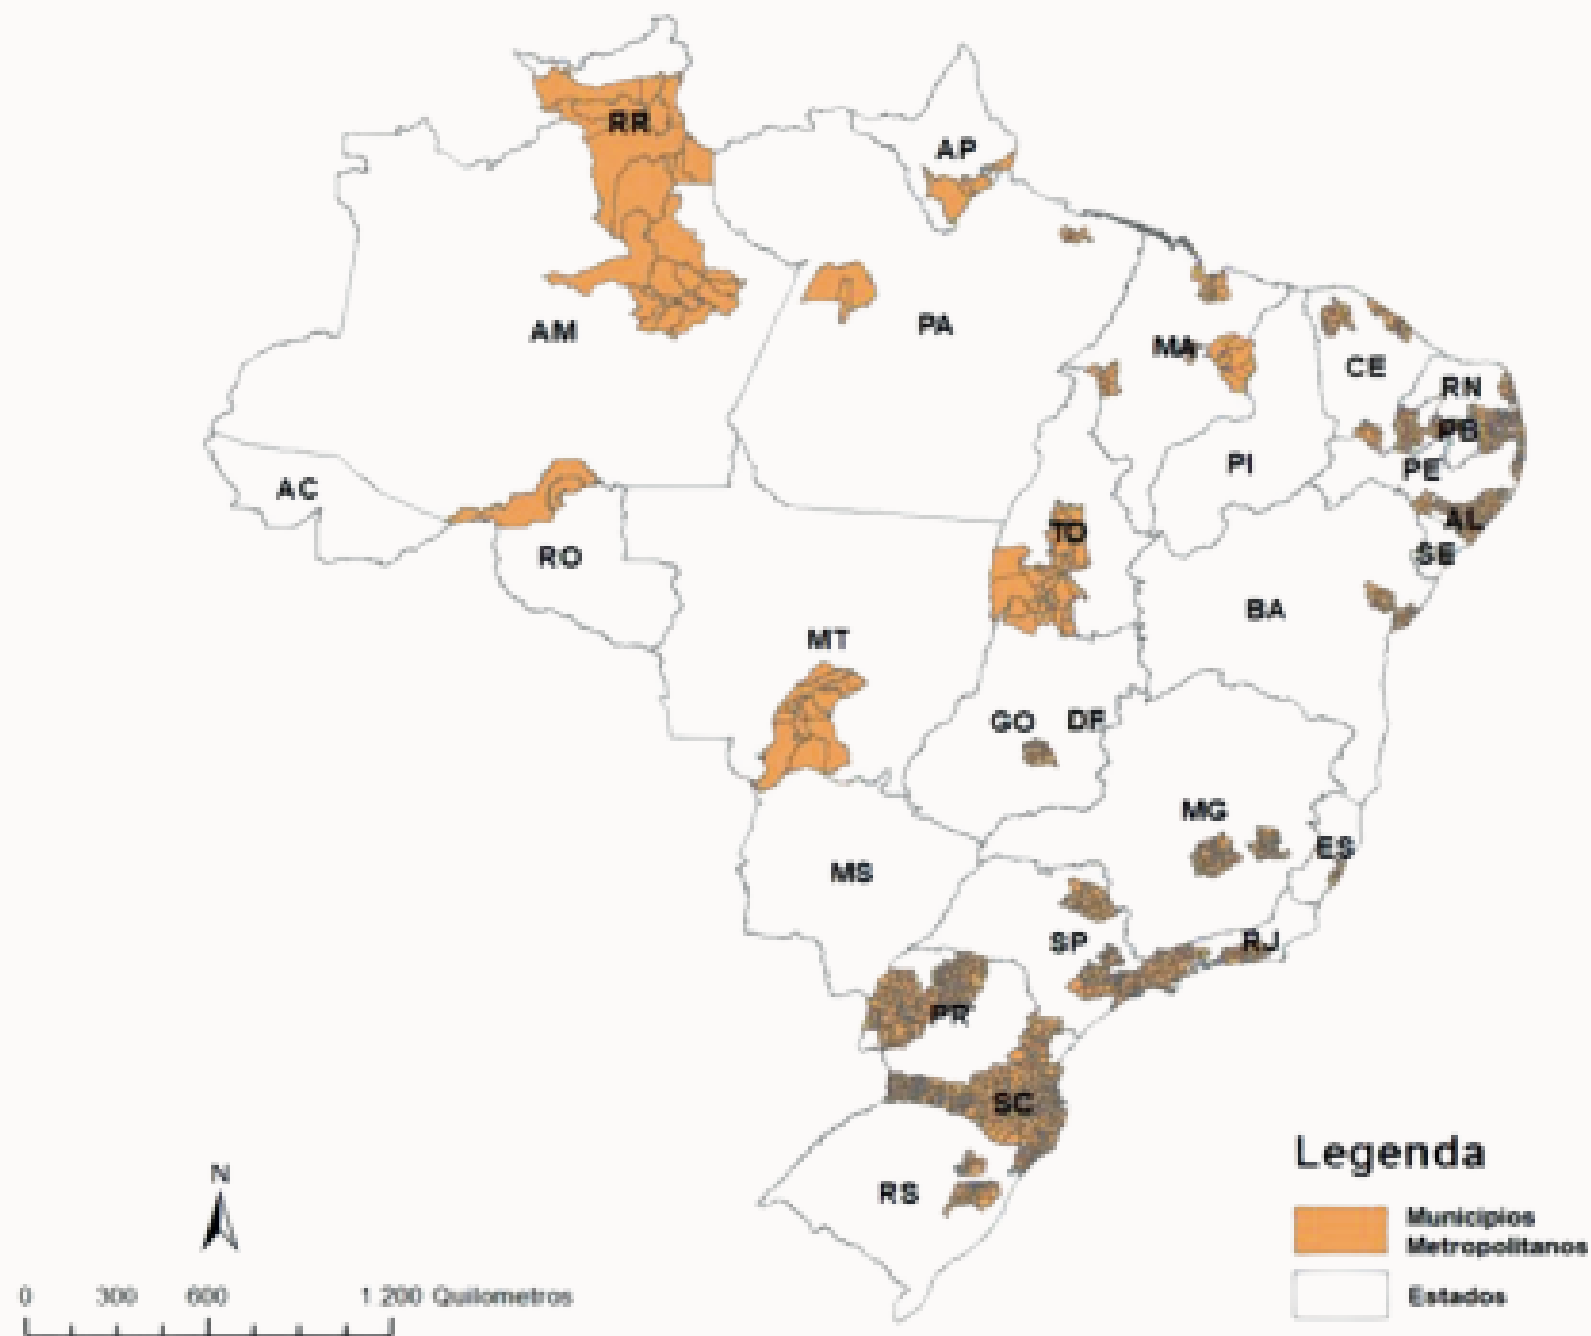 RR
AP
AM
PA
MA
CE
RN
PB
PE
PI
AC
TO
AL
SE
RO
BA
MT
GO
DF
MG
ES
MS
SP
RJ
PR
SC
RS
N
0 300 600 1 200 Quilometros
Legenda
Municipios
Metropolitanos
Estados